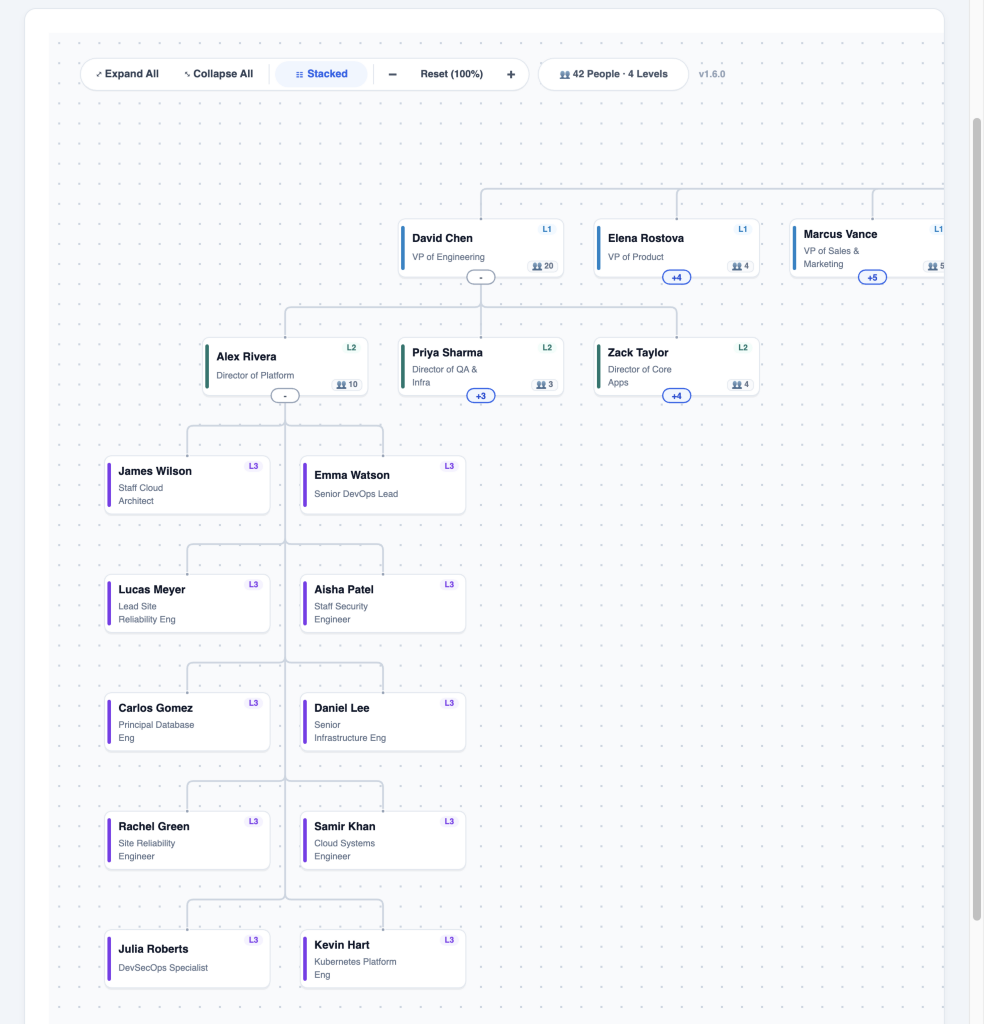 Expand All Collapse All Stacked − Reset (100%) + 42 People · 4 Levels v1.6.0
L1
David Chen
VP of Engineering
20
-
L1
Elena Rostova
VP of Product
4
+4
L1
Marcus Vance
VP of Sales &
Marketing
5
+5
L2
Alex Rivera
Director of Platform
10
-
L2
Priya Sharma
Director of QA &
Infra
3
+3
L2
Zack Taylor
Director of Core
Apps
4
+4
L3
James Wilson
Staff Cloud
Architect
L3
Emma Watson
Senior DevOps Lead
L3
Lucas Meyer
Lead Site
Reliability Eng
L3
Aisha Patel
Staff Security
Engineer
L3
Carlos Gomez
Principal Database
Eng
L3
Daniel Lee
Senior
Infrastructure Eng
L3
Rachel Green
Site Reliability
Engineer
L3
Samir Khan
Cloud Systems
Engineer
L3
Julia Roberts
DevSecOps Specialist
L3
Kevin Hart
Kubernetes Platform
Eng